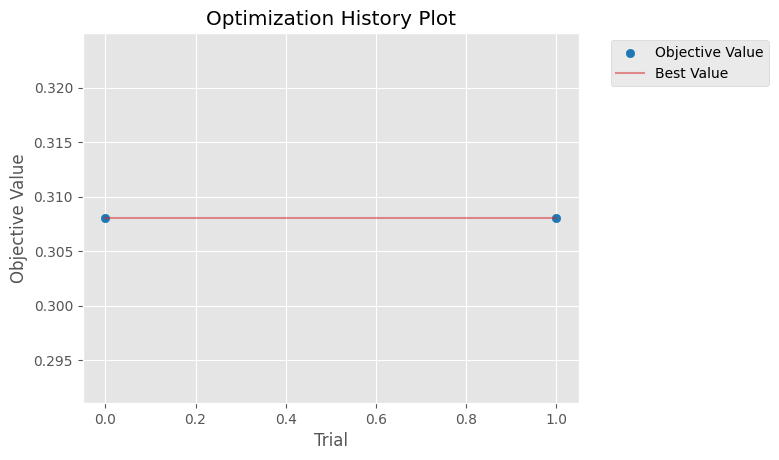 Optimization History Plot
Objective Value
Best Value
0.320
0.315
0.310
0.305
0.300
0.295
Objective Value
0.0
0.2
0.4
0.6
0.8
1.0
Trial